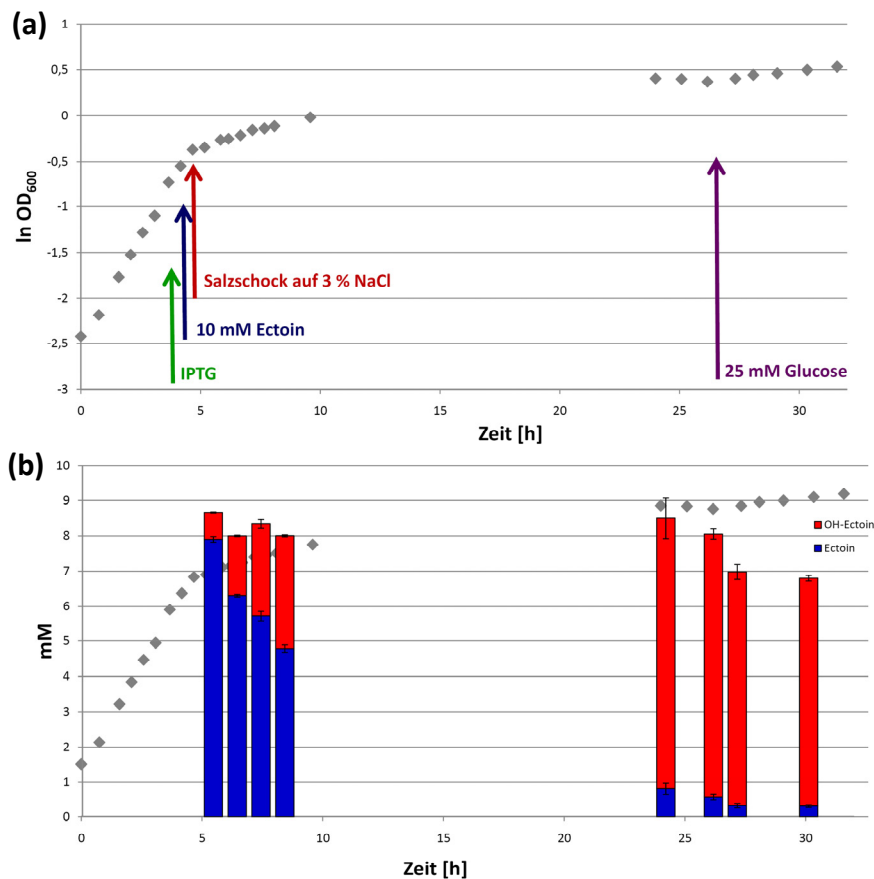 (a)
1
0,5
0
-0,5
-1
-1,5
-2
-2,5
-3
ln OD600
Salzschock auf 3 % NaCl
10 mM Ectoin
IPTG
25 mM Glucose
0 5 10 15 20 25 30
Zeit [h]
(b)
10
9
8
7
6
5
4
3
2
1
0
mM
OH-Ectoin
Ectoin
0 5 10 15 20 25 30
Zeit [h]